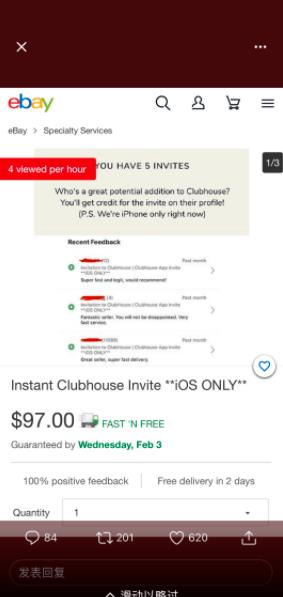 ebay
eBay > Specialty Services
4 viewed per hour
YOU HAVE 5 INVITES
1/3
Who's a great potential addition to Clubhouse?
You'll get credit for the invite on their profile!
(P.S. We're iPhone only right now)
Recent Feedback
Past month
Invitation to Clubhouse | Clubhouse App Invite
**iOS ONLY**
Super fast and legit, would recommend!
Past month
Invitation to Clubhouse | Clubhouse App Invite
**iOS ONLY**
Fantastic seller. You will not be disappointed. Very
fast service.
Past month
Invitation to Clubhouse | Clubhouse App Invite
**iOS ONLY**
Great seller, super fast delivery.
Instant Clubhouse Invite **iOS ONLY**
$97.00 FAST 'N FREE
Guaranteed by Wednesday, Feb 3
100% positive feedback
Free delivery in 2 days
Quantity 1
84 201 620
发表回复
滑动以略过